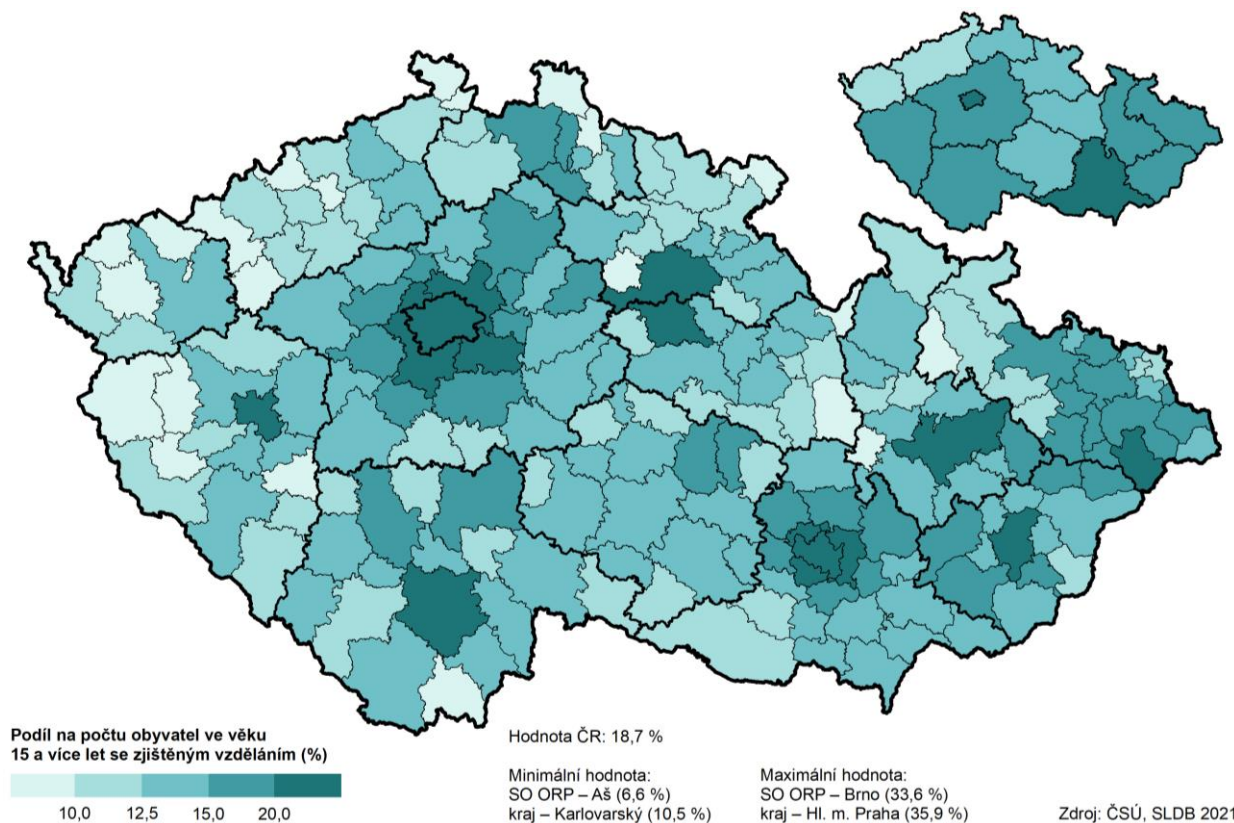 Podíl na počtu obyvatel ve věku
15 a více let se zjištěným vzděláním (%)
10,0 12,5 15,0 20,0
Hodnota ČR: 18,7 %
Minimální hodnota:
SO ORP – Aš (6,6 %)
kraj – Karlovarský (10,5 %)
Maximální hodnota:
SO ORP – Brno (33,6 %)
kraj – Hl. m. Praha (35,9 %)
Zdroj: ČSÚ, SLDB 2021